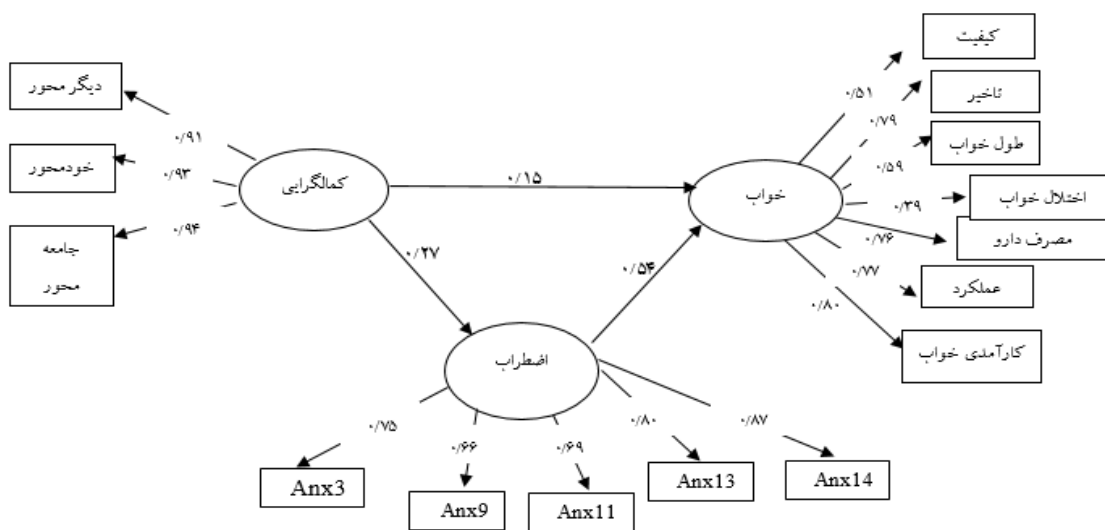 کیفیت
تاخیر
طول خواب
اختلال خواب
مصرف دارو
عملکرد
کارآمدی خواب
۰/۵۱
۰/۷۹
۰/۵۹
۰/۳۹
۰/۷۶
۰/۷۷
۰/۸۰
خواب
۰/۱۵
کمالگرایی
دیگر محور
خودمحور
جامعه
محور
۰/۹۱
۰/۹۳
۰/۹۴
۰/۲۷
۰/۵۴
اضطراب
۰/۷۵
۰/۶۶
۰/۶۹
۰/۸۰
۰/۸۷
Anx3
Anx9
Anx11
Anx13
Anx14